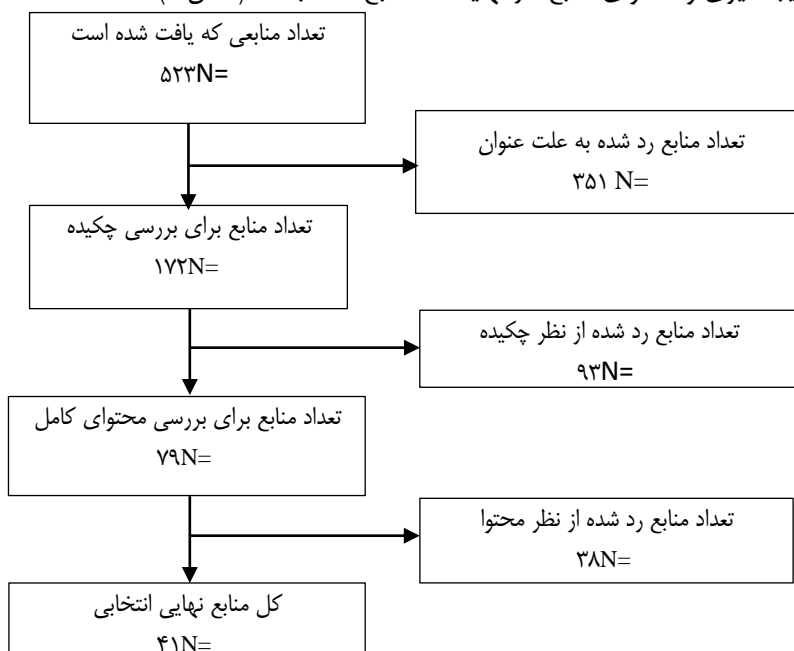 تعداد منابعی که یافت شده است
۵۲۳N=
تعداد منابع رد شده به علت عنوان
۳۵۱ N=
تعداد منابع برای بررسی چکیده
۱۷۲N=
تعداد منابع رد شده از نظر چکیده
۹۳N=
تعداد منابع برای بررسی محتوای کامل
۷۹N=
تعداد منابع رد شده از نظر محتوا
۳۸N=
کل منابع نهایی انتخابی
۴۱N=